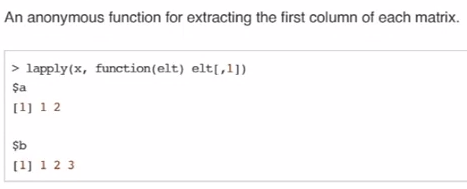 An anonymous function for extracting the first column of each matrix.
> lapply(x, function(elt) elt[,1])
$a
[1] 1 2
$b
[1] 1 2 3